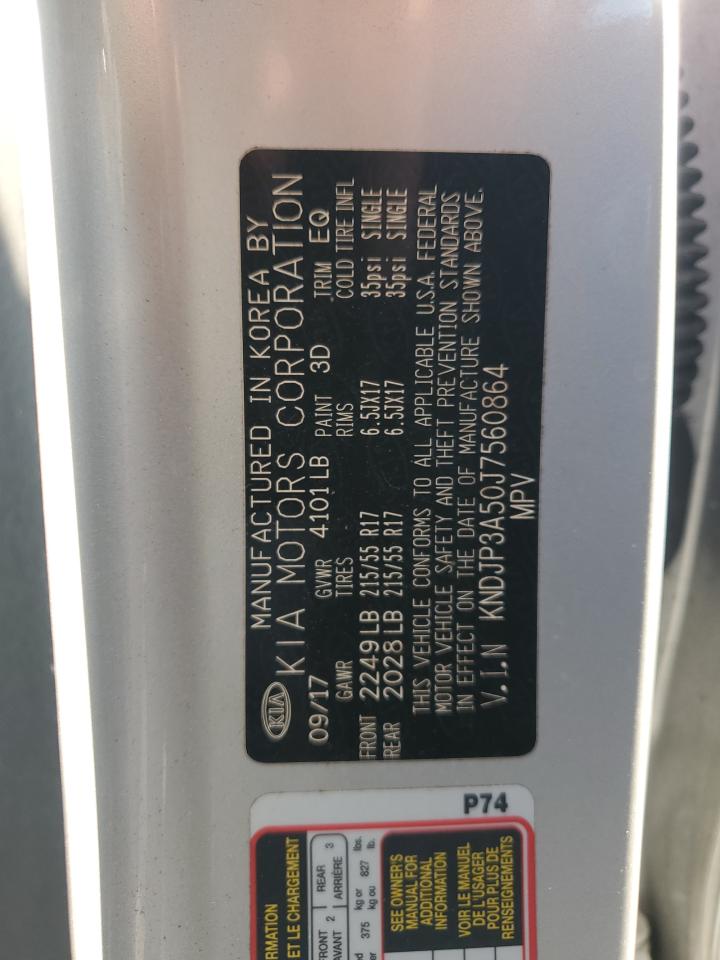 MANUFACTURED IN KOREA BY
KIA KIA MOTORS CORPORATION
09/17 GVWR 4101LB PAINT 3D TRIM EQ
GAWR TIRES RIMS COLD TIRE INFL
FRONT 2249LB 215/55 R17 6.5JX17 35psi SINGLE
REAR 2028LB 215/55 R17 6.5JX17 35psi SINGLE
THIS VEHICLE CONFORMS TO ALL APPLICABLE U.S.A. FEDERAL
MOTOR VEHICLE SAFETY AND THEFT PREVENTION STANDARDS
IN EFFECT ON THE DATE OF MANUFACTURE SHOWN ABOVE.
V.I.N KNDJP3A50J7560864
MPV
ET LE CHARGEMENT
FRONT 2 REAR 3
AVANT 2 ARRIÈRE 3
375 kg or 827 lbs.
kg ou lb.
SEE OWNER'S
MANUAL FOR
ADDITIONAL
INFORMATION
VOIR LE MANUEL
DE L'USAGER
POUR PLUS DE
RENSEIGNEMENTS
P74